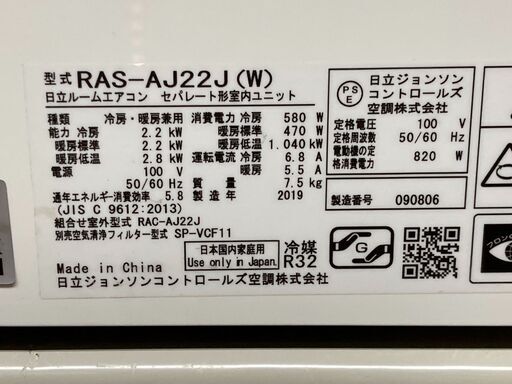 型式 RAS-AJ22J(W)
日立ルームエアコン セパレート形室内ユニット
種類 冷房・暖房兼用
能力 冷房 2.2 kW
暖房標準 2.2 kW
暖房低温 2.8 kW
電源 100 V
50/60 Hz
通年エネルギー消費効率 5.8
(JIS C 9612:2013)
組合せ室外型式 RAC-AJ22J
別売空気清浄フィルター型式 SP-VCF11
消費電力 冷房 580 W
暖房標準 470 W
暖房低温 1.040 kW
運転電流 冷房 6.8 A
暖房 5.5 A
質量 7.5 kg
製造年 2019
PS
E
日立ジョンソン
コントロールズ
空調株式会社
定格電圧 100 V
定格周波数 50/60 Hz
電動機の定
格消費電力 820 W
製造番号 090806
日本国内家庭用
Use only in Japan.
冷媒
R32
G
Made in China
日立ジョンソンコントロールズ空調株式会社
フロン